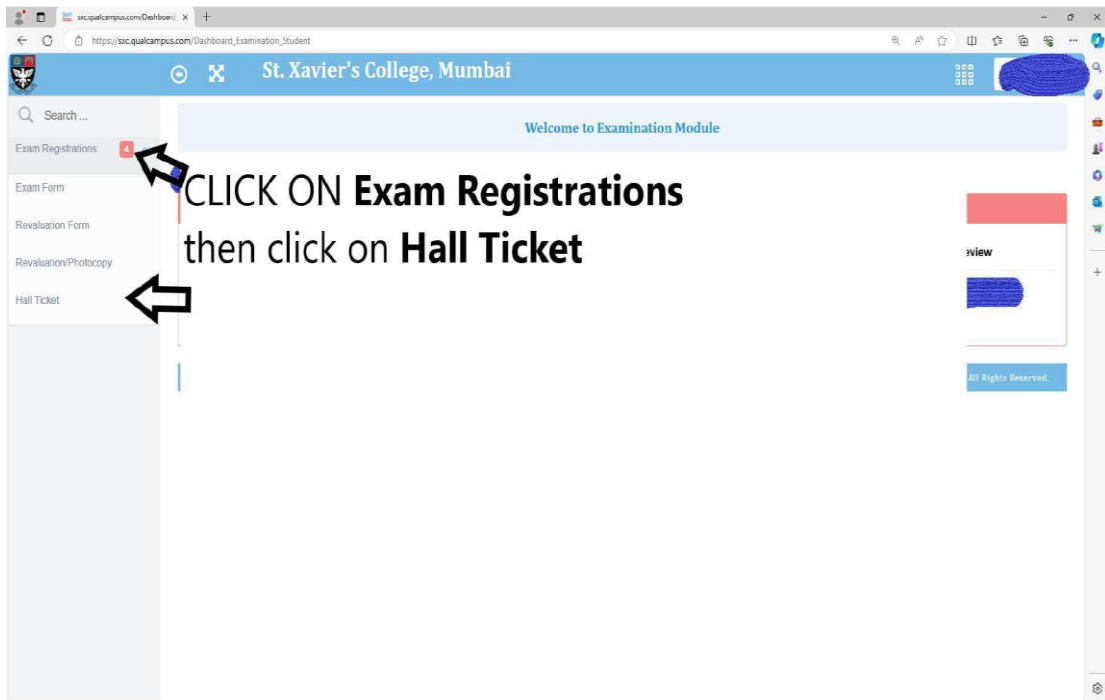 sxc.qualcampus.com/Dashboard_
https://sxc.qualcampus.com/Dashboard_Examination_Student
St. Xavier's College, Mumbai
Search ...
Welcome to Examination Module
Exam Registrations 4
Exam Form
Revaluation Form
Revaluation/Photocopy
Hall Ticket
CLICK ON Exam Registrations
then click on Hall Ticket
eview
All Rights Reserved.